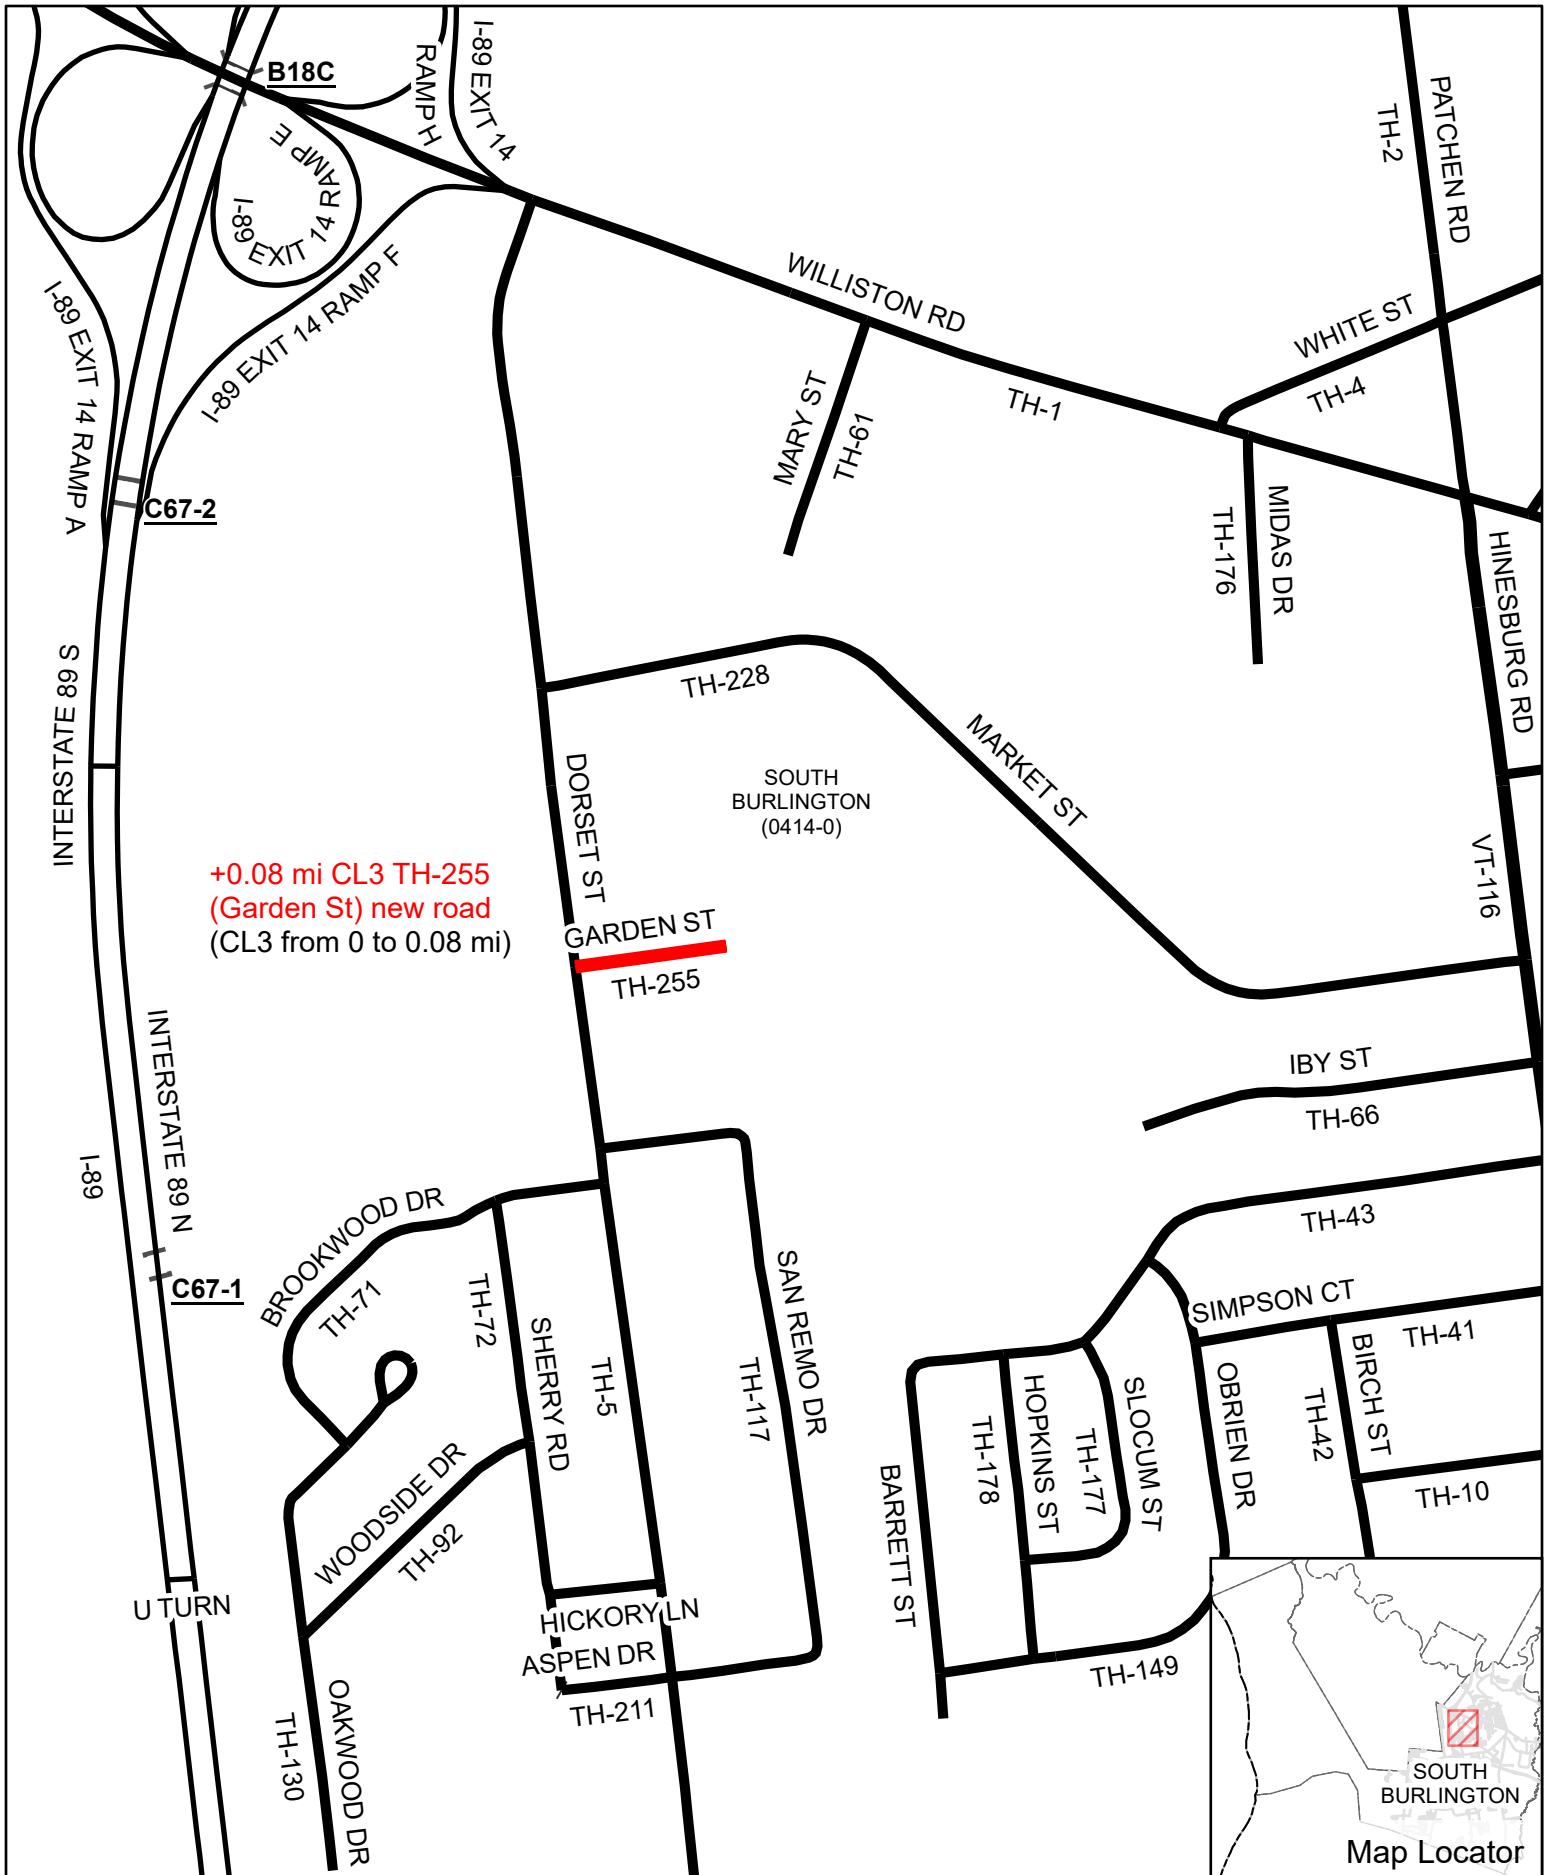 B18C
RAMP H
I-89 EXIT 14
I-89 EXIT 14 RAMP E
I-89 EXIT 14 RAMP F
I-89 EXIT 14 RAMP A
TH-2
PATCHEN RD
WILLISTON RD
WHITE ST
TH-4
TH-1
MARY ST
TH-61
C67-2
TH-176
MIDAS DR
HINESBURG RD
INTERSTATE 89 S
TH-228
MARKET ST
DORSET ST
SOUTH
BURLINGTON
(0414-0)
VT-116
+0.08 mi CL3 TH-255
(Garden St) new road
(CL3 from 0 to 0.08 mi)
GARDEN ST
TH-255
INTERSTATE 89 N
I-89
IBY ST
TH-66
BROOKWOOD DR
TH-71
TH-72
TH-43
C67-1
SAN REMO DR
SIMPSON CT
TH-41
SHERRY RD
TH-5
TH-117
BIRCH ST
TH-42
OBRIEN DR
SLOCUM ST
TH-177
HOPKINS ST
TH-178
BARRETT ST
TH-10
WOODSIDE DR
TH-92
U TURN
HICKORY LN
ASPEN DR
TH-211
TH-149
OAKWOOD DR
TH-130
SOUTH
BURLINGTON
Map Locator